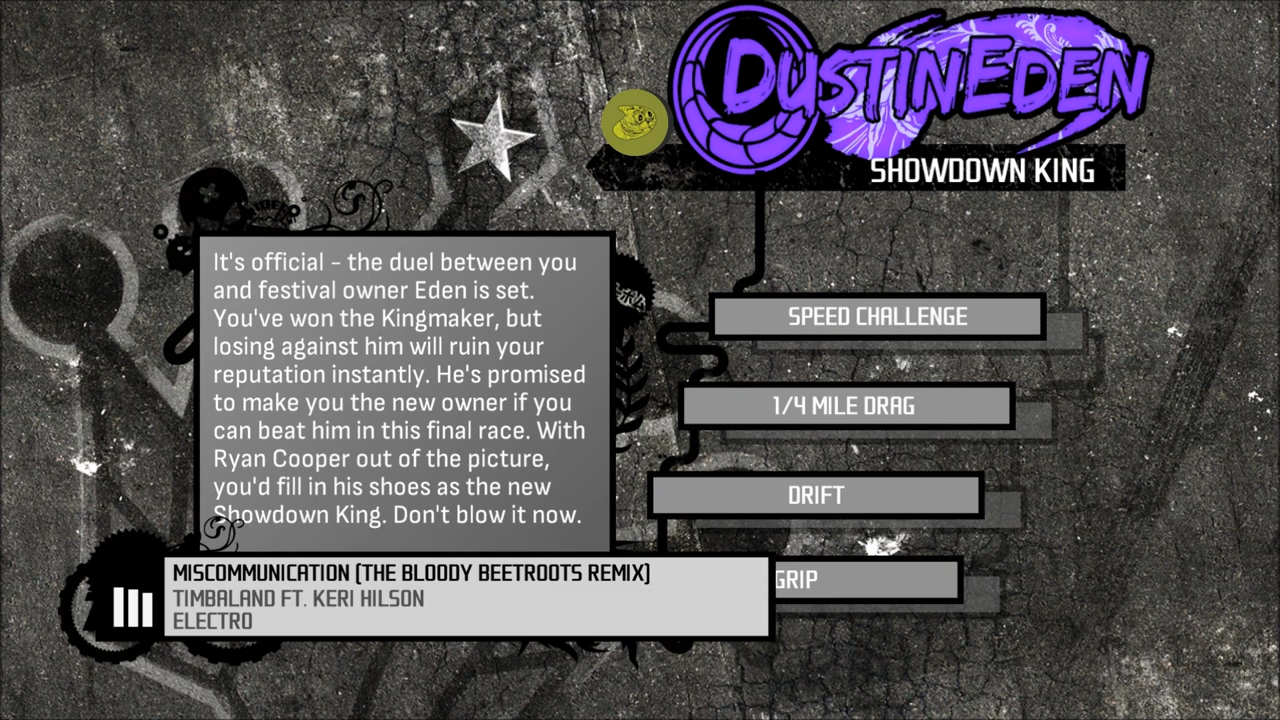 DUSTINEDEN
SHOWDOWN KING
It's official - the duel between you
and festival owner Eden is set.
You've won the Kingmaker, but
losing against him will ruin your
reputation instantly. He's promised
to make you the new owner if you
can beat him in this final race. With
Ryan Cooper out of the picture,
you'd fill in his shoes as the new
Showdown King. Don't blow it now.
SPEED CHALLENGE
1/4 MILE DRAG
DRIFT
GRIP
MISCOMMUNICATION (THE BLOODY BEETROOTS REMIX)
TIMBALAND FT. KERI HILSON
ELECTRO